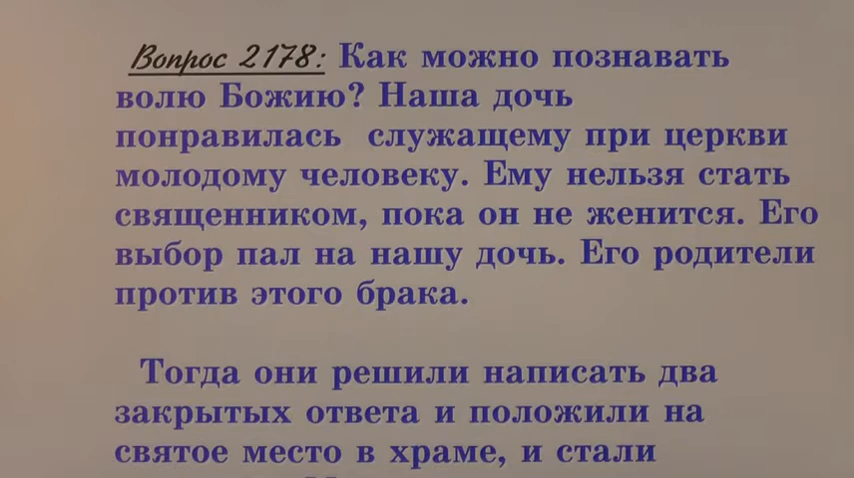 Вопрос 2178: Как можно познавать
волю Божию? Наша дочь
понравилась служащему при церкви
молодому человеку. Ему нельзя стать
священником, пока он не женится. Его
выбор пал на нашу дочь. Его родители
против этого брака.
Тогда они решили написать два
закрытых ответа и положили на
святое место в храме, и стали